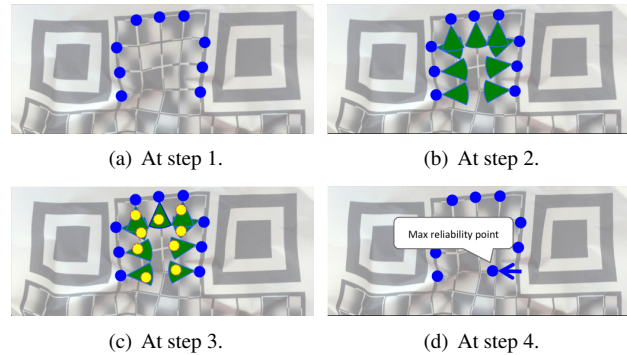 (a) At step 1.
(b) At step 2.
Max reliability point
(c) At step 3.
(d) At step 4.